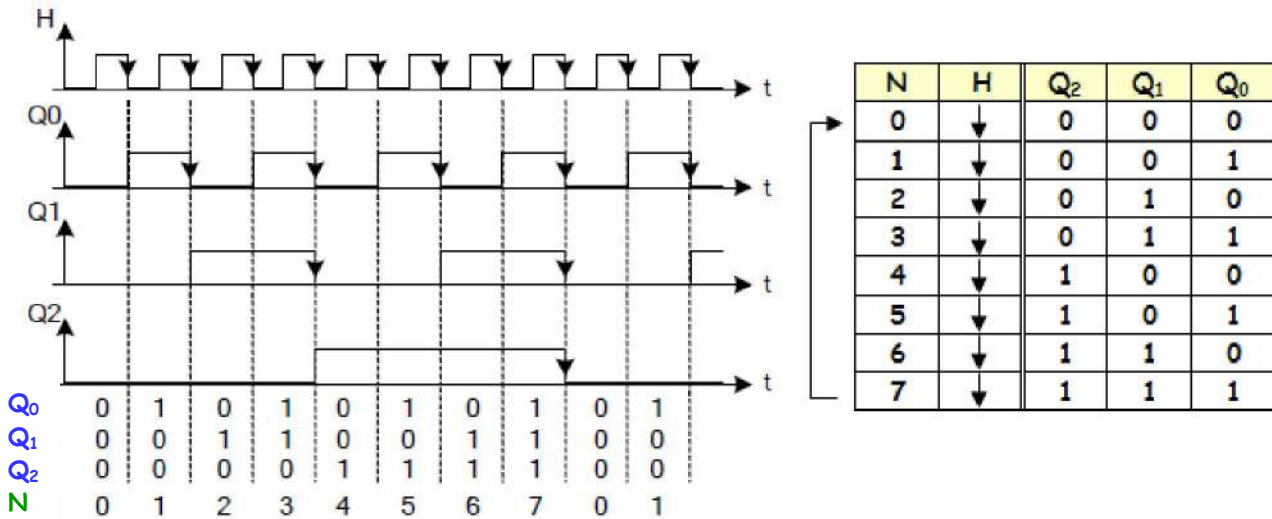 H
t
Q0
t
Q1
t
Q2
t
Q₀ 0 1 0 1 0 1 0 1 0 1
Q₁ 0 0 1 1 0 0 1 1 0 0
Q₂ 0 0 0 0 1 1 1 1 0 0
N 0 1 2 3 4 5 6 7 0 1
N H Q₂ Q₁ Q₀
0 ↓ 0 0 0
1 ↓ 0 0 1
2 ↓ 0 1 0
3 ↓ 0 1 1
4 ↓ 1 0 0
5 ↓ 1 0 1
6 ↓ 1 1 0
7 ↓ 1 1 1